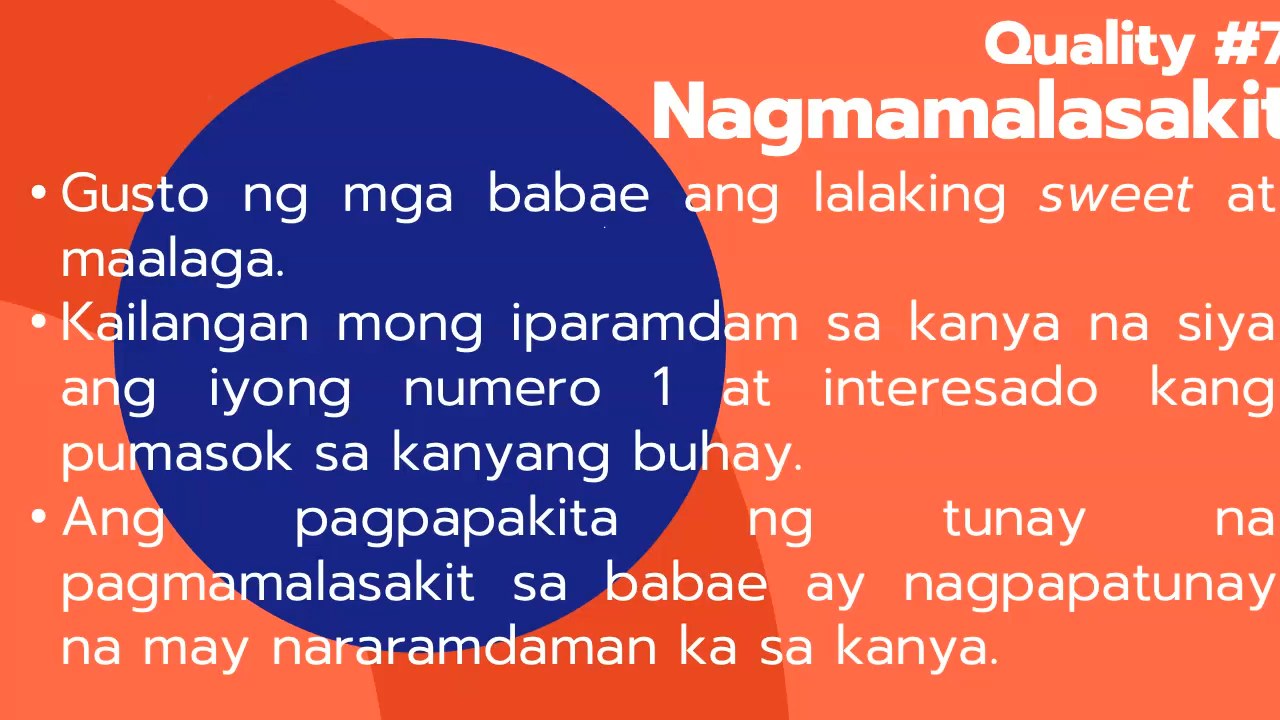 Quality #7
Nagmamalasakit
• Gusto ng mga babae ang lalaking sweet at
maalaga.
• Kailangan mong iparamdam sa kanya na siya
ang iyong numero 1 at interesado kang
pumasok sa kanyang buhay.
• Ang pagpapakita ng tunay na
pagmamalasakit sa babae ay nagpapatunay
na may nararamdaman ka sa kanya.